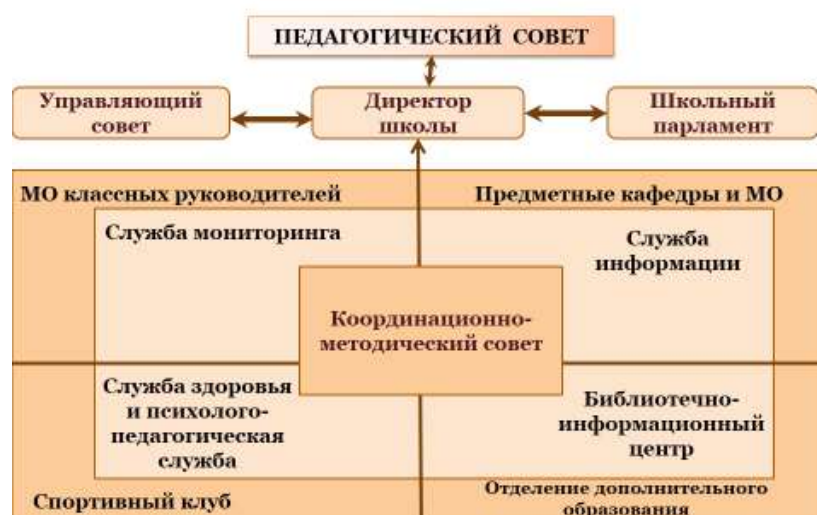 ПЕДАГОГИЧЕСКИЙ СОВЕТ
Управляющий
совет
Директор
школы
Школьный
парламент
МО классных руководителей
Предметные кафедры и МО
Служба мониторинга
Служба
информации
Координационно-
методический совет
Служба здоровья
и психолого-
педагогическая
служба
Библиотечно-
информационный
центр
Спортивный клуб
Отделение дополнительного
образования